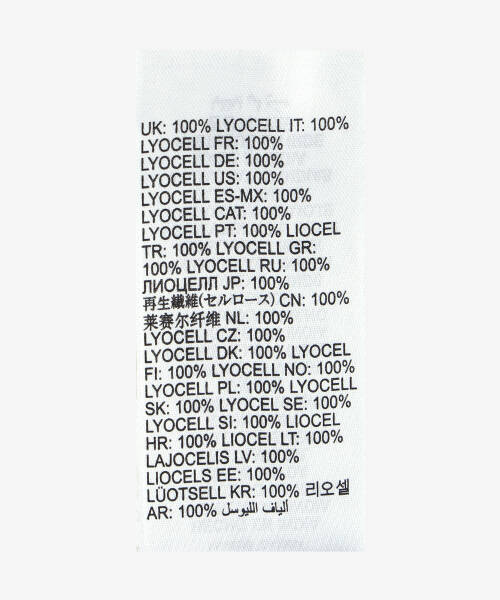 UK: 100% LYOCELL IT: 100%
LYOCELL FR: 100%
LYOCELL DE: 100%
LYOCELL US: 100%
LYOCELL ES-MX: 100%
LYOCELL CAT: 100%
LYOCELL PT: 100% LIOCEL
TR: 100% LYOCELL GR:
100% LYOCELL RU: 100%
ЛИОЦЕЛЛ JP: 100%
再生繊維(セルロース) CN: 100%
莱赛尔纤维 NL: 100%
LYOCELL CZ: 100%
LYOCELL DK: 100% LYOCEL
FI: 100% LYOCELL NO: 100%
LYOCELL PL: 100% LYOCELL
SK: 100% LYOCEL SE: 100%
LYOCELL SI: 100% LIOCEL
HR: 100% LIOCEL LT: 100%
LAJOCELIS LV: 100%
LIOCELS EE: 100%
LÜOTSELL KR: 100% 리오셀
AR: 100% ألياف الليوسل